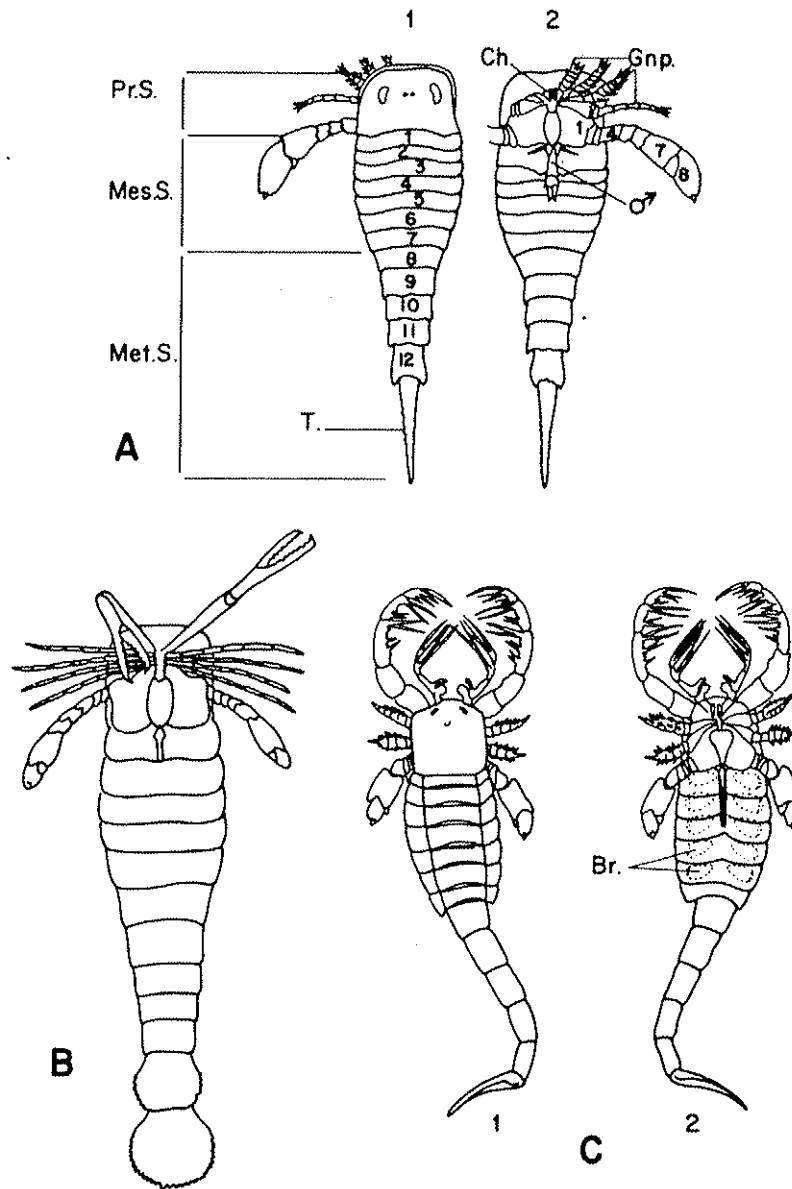 1 2
Ch. Gnp.
Pr.S.
1 1 4 7 8
2
3
Mes.S. 4
5 ♂
6
7
8
9
10
11
Met.S. 12
T.
A
Br.
B
1 2
C